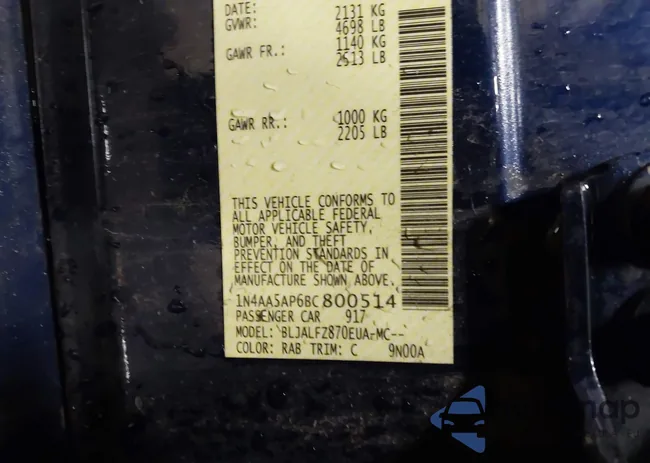 DATE: 2131 KG
GVWR: 4698 LB
GAWR FR.: 1140 KG
2513 LB
GAWR RR.: 1000 KG
2205 LB
THIS VEHICLE CONFORMS TO
ALL APPLICABLE FEDERAL
MOTOR VEHICLE SAFETY,
BUMPER, AND THEFT
PREVENTION STANDARDS IN
EFFECT ON THE DATE OF
MANUFACTURE SHOWN ABOVE.
1N4AA5AP6BC800514
PASSENGER CAR 917
MODEL: BLJALFZ870EUA-MC--
COLOR: RAB TRIM: C 9N00A